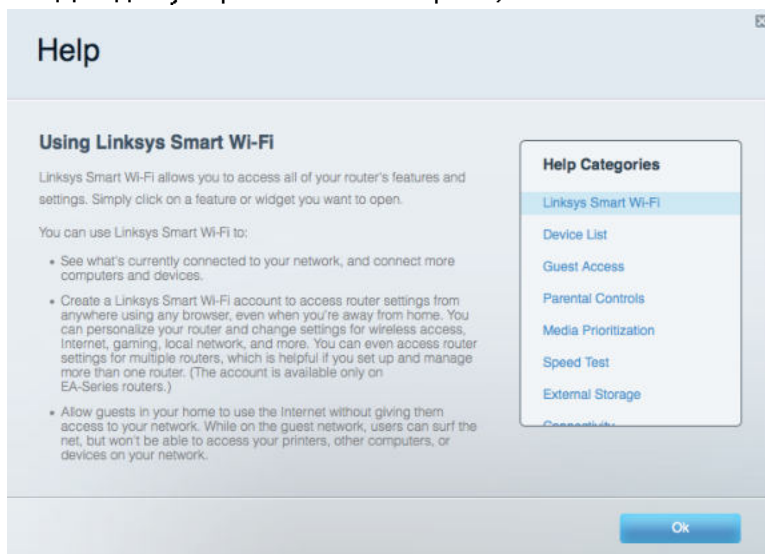 Help
Using Linksys Smart Wi-Fi
Linksys Smart Wi-Fi allows you to access all of your router's features and
settings. Simply click on a feature or widget you want to open.
You can use Linksys Smart Wi-Fi to:
• See what's currently connected to your network, and connect more
computers and devices.
• Create a Linksys Smart Wi-Fi account to access router settings from
anywhere using any browser, even when you're away from home. You
can personalize your router and change settings for wireless access,
Internet, gaming, local network, and more. You can even access router
settings for multiple routers, which is helpful if you set up and manage
more than one router. (The account is available only on
EA-Series routers.)
• Allow guests in your home to use the Internet without giving them
access to your network. While on the guest network, users can surf the
net, but won't be able to access your printers, other computers, or
devices on your network.
Help Categories
Linksys Smart Wi-Fi
Device List
Guest Access
Parental Controls
Media Prioritization
Speed Test
External Storage
Connectivity
Ok